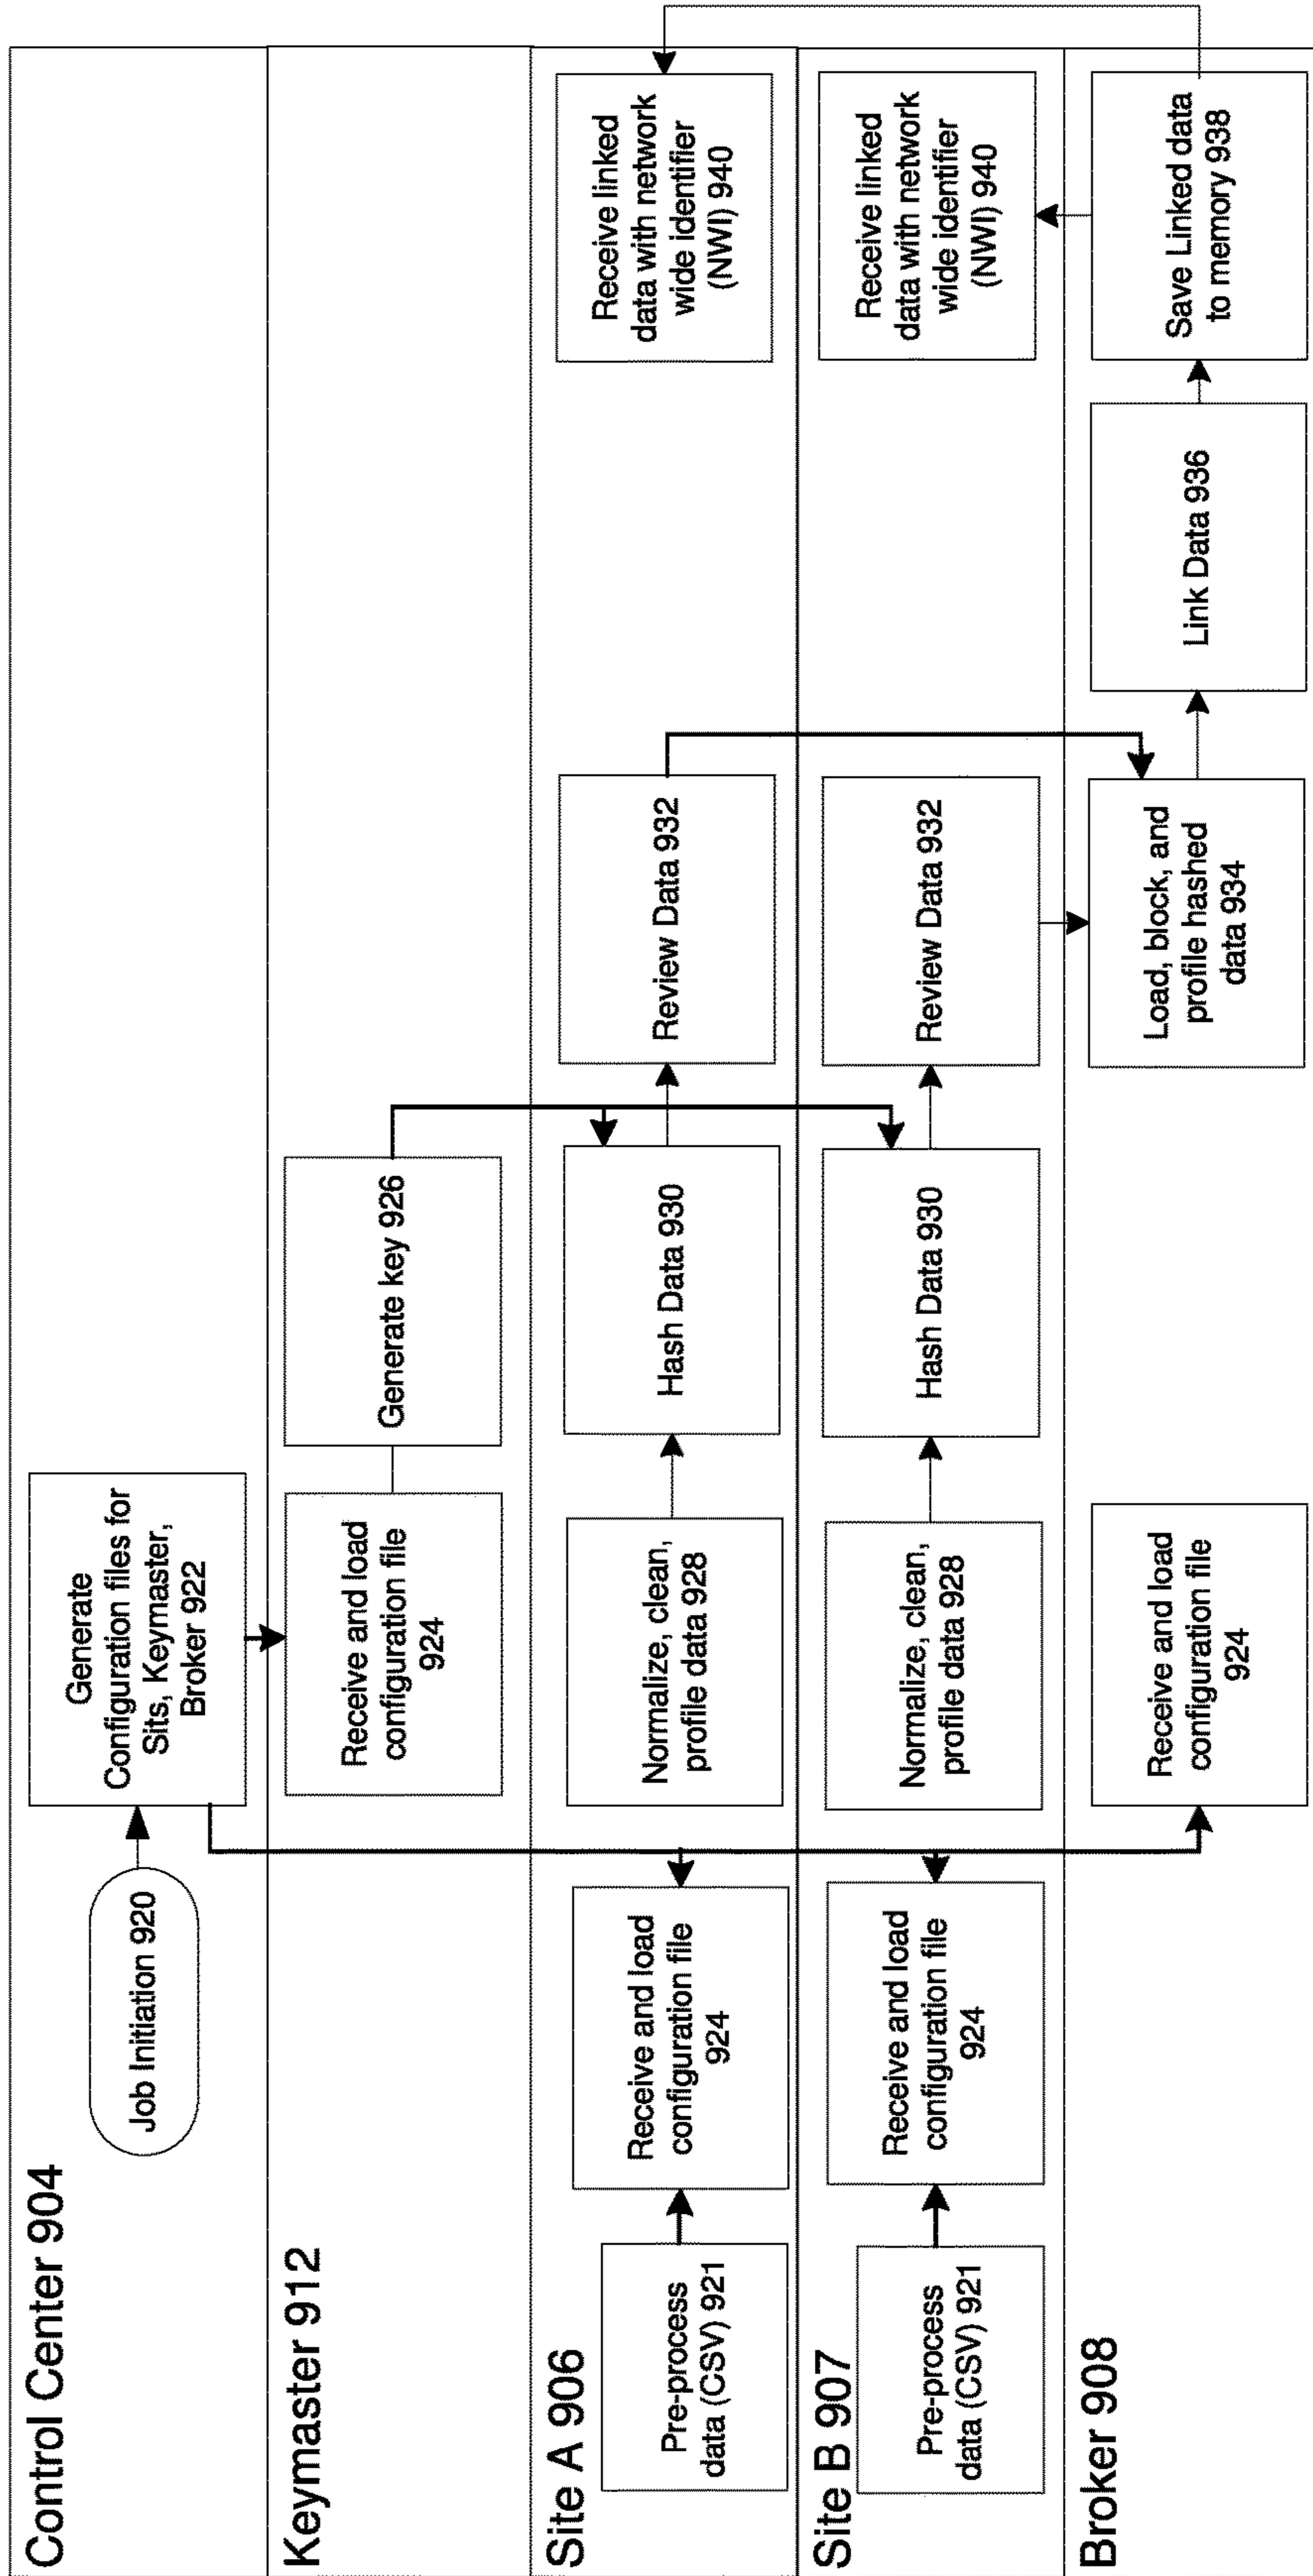 Control Center 904
Job Initiation 920
Generate
Configuration files for
Sits, Keymaster,
Broker 922
Keymaster 912
Receive and load
configuration file
924
Generate key 926
Site A 906
Pre-process
data (CSV) 921
Receive and load
configuration file
924
Normalize, clean,
profile data 928
Hash Data 930
Review Data 932
Receive linked
data with network
wide identifier
(NWI) 940
Site B 907
Pre-process
data (CSV) 921
Receive and load
configuration file
924
Normalize, clean,
profile data 928
Hash Data 930
Review Data 932
Receive linked
data with network
wide identifier
(NWI) 940
Broker 908
Receive and load
configuration file
924
Load, block, and
profile hashed
data 934
Link Data 936
Save Linked data
to memory 938